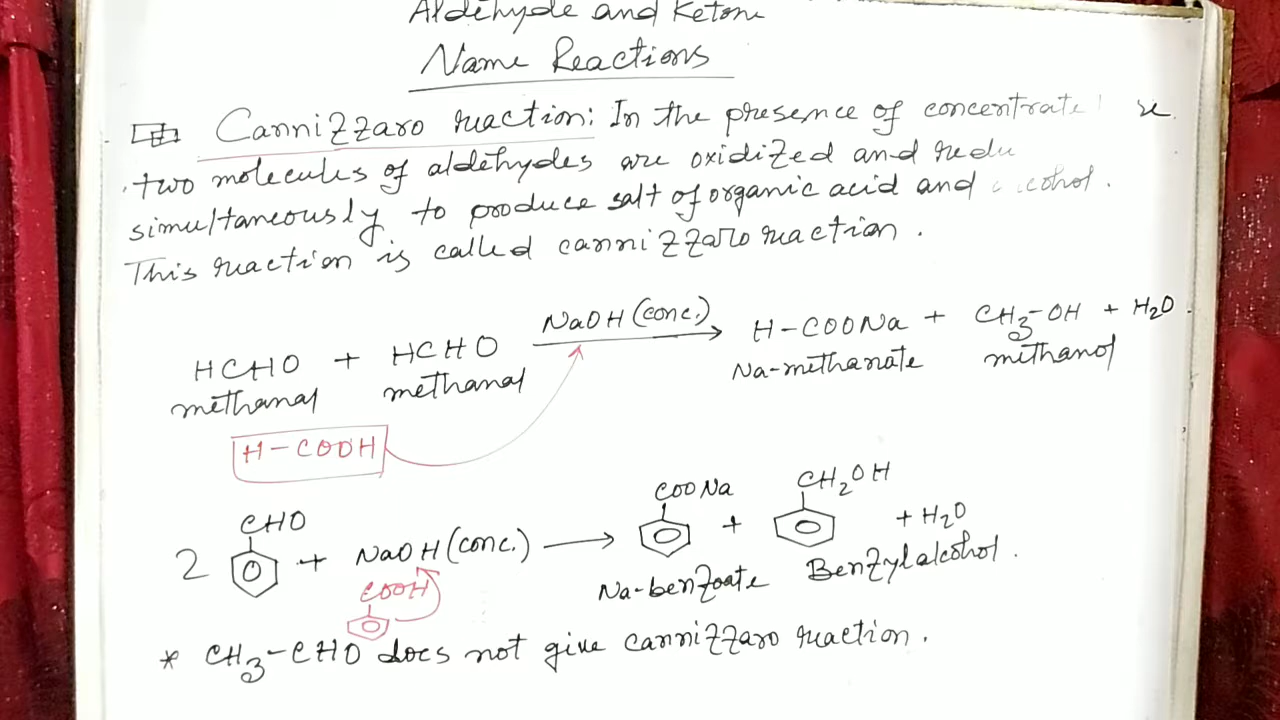 Aldehyde and Ketone
Name Reactions
Cannizzaro reaction: In the presence of concentrate
two molecules of aldehydes are oxidized and redu
simultaneously to produce salt of organic acid and cohol.
This reaction is called cannizzaro reaction.
HCHO + HCHO NaOH (conc.) → H-COONa + CH3-OH + H2O.
methanal methanal Na-methanate methanol
H-COOH
CHO COONa CH2OH
2 + NaOH (conc.) → + + H2O
Na-benzoate Benzylalcohol.
COOH
* CH3-CHO does not give cannizzaro reaction.